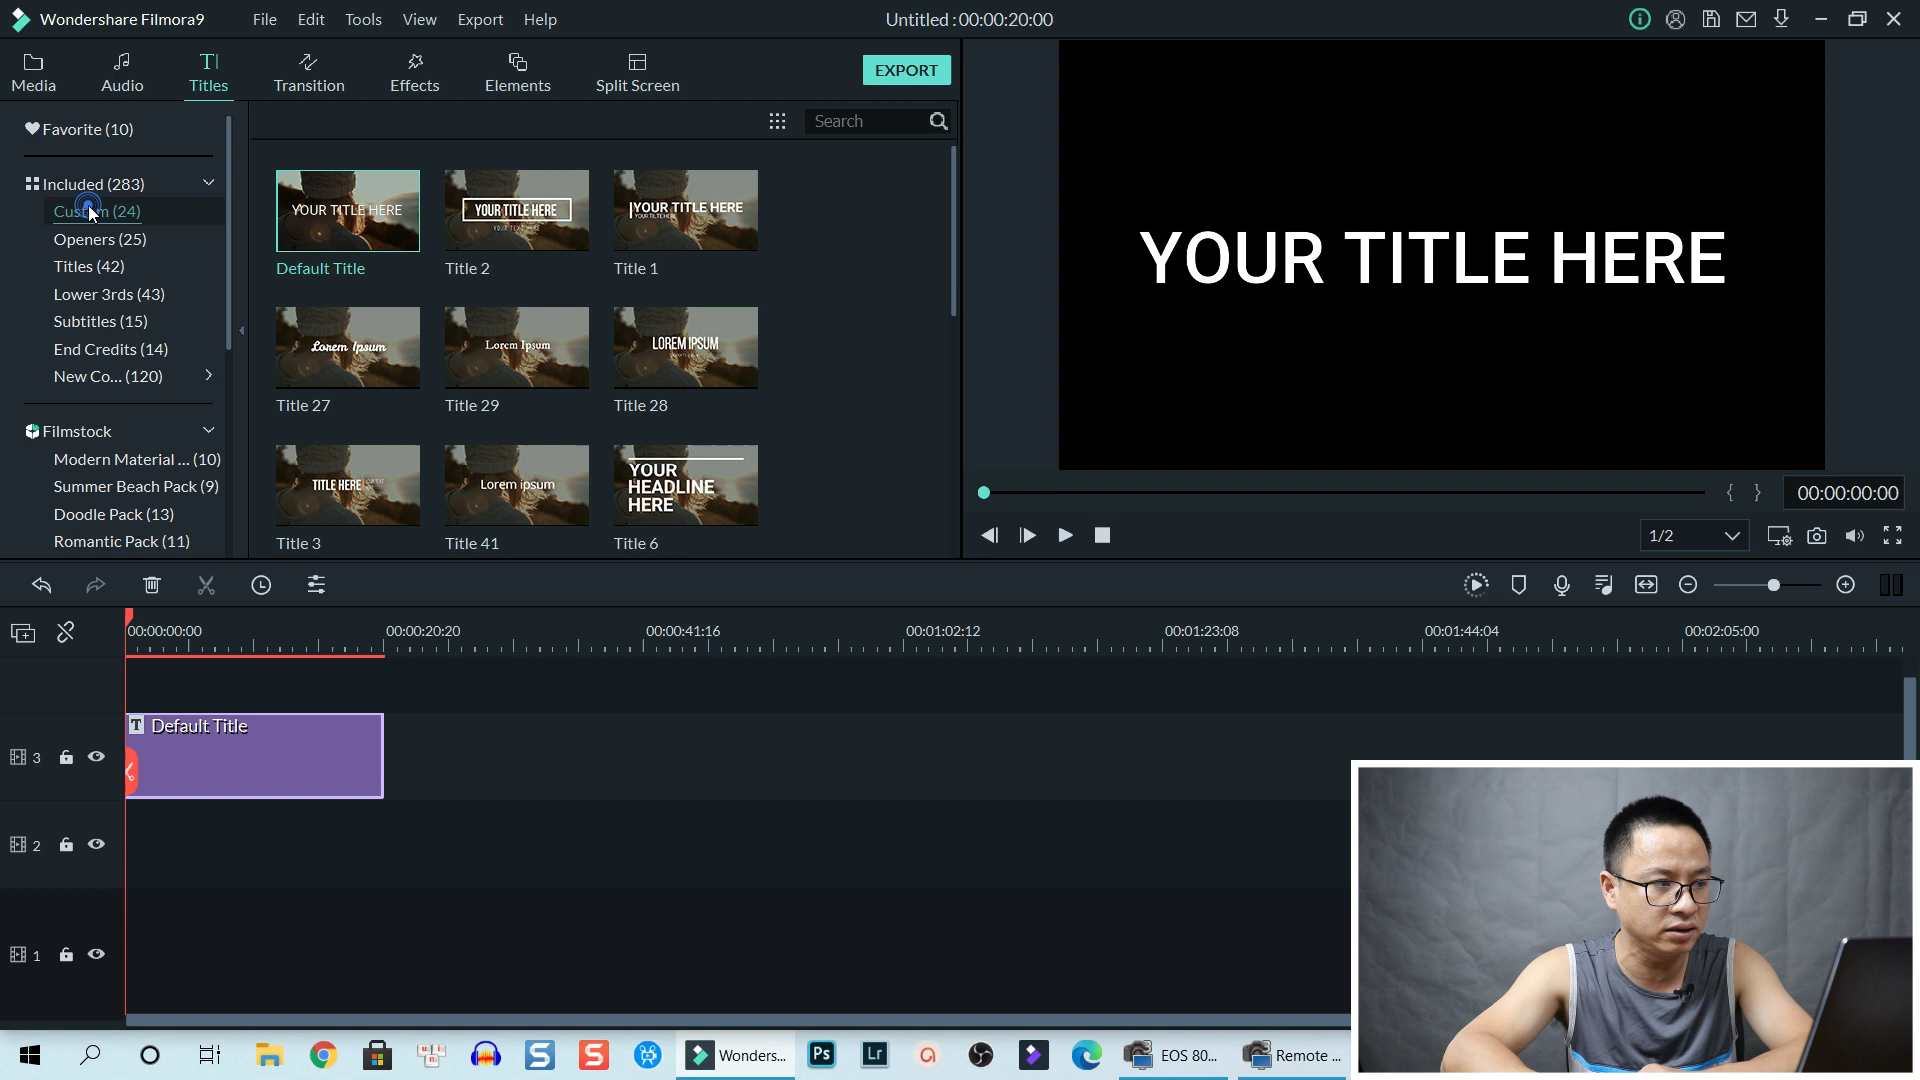 Wondershare Filmora9
File Edit Tools View Export Help
Untitled : 00:00:20:00
Media Audio Titles Transition Effects Elements Split Screen
EXPORT
Favorite (10)
Search
Included (283)
Custom (24)
Openers (25)
Titles (42)
Lower 3rds (43)
Subtitles (15)
End Credits (14)
New Co... (120)
Filmstock
Modern Material ... (10)
Summer Beach Pack (9)
Doodle Pack (13)
Romantic Pack (11)
YOUR TITLE HERE
Default Title
YOUR TITLE HERE
Title 2
YOUR TITLE HERE
Title 1
Lorem Ipsum
Title 27
Lorem Ipsum
Title 29
LOREM IPSUM
Title 28
TITLE HERE
Title 3
Lorem ipsum
Title 41
YOUR
HEADLINE
HERE
Title 6
YOUR TITLE HERE
{ } 00:00:00:00
1/2
00:00:00:00 00:00:20:20 00:00:41:16 00:01:02:12 00:01:23:08 00:01:44:04 00:02:05:00
T Default Title
3
2
1
Wonders... Ps Lr EOS 80... Remote ...